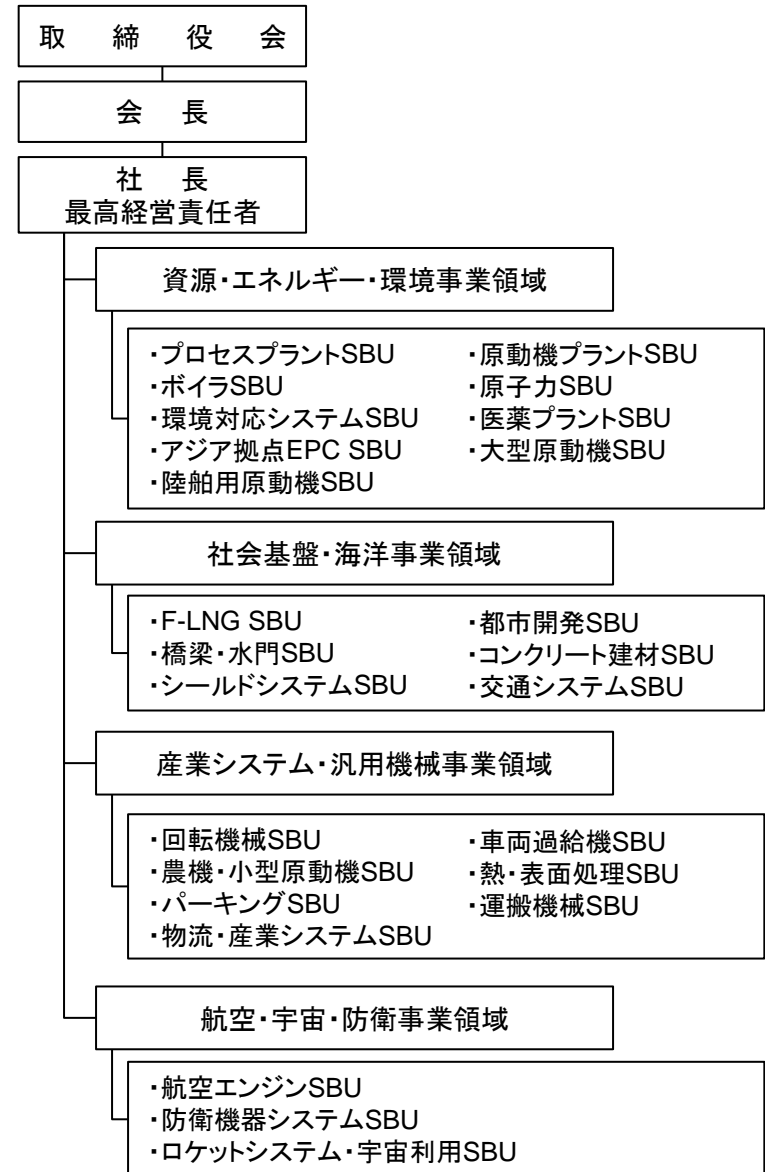 取締役会
会長
社長
最高経営責任者
資源・エネルギー・環境事業領域
・プロセスプラントSBU ・原動機プラントSBU
・ボイラSBU ・原子力SBU
・環境対応システムSBU ・医薬プラントSBU
・アジア拠点EPC SBU ・大型原動機SBU
・陸舶用原動機SBU
社会基盤・海洋事業領域
・F-LNG SBU ・都市開発SBU
・橋梁・水門SBU ・コンクリート建材SBU
・シールドシステムSBU ・交通システムSBU
産業システム・汎用機械事業領域
・回転機械SBU ・車両過給機SBU
・農機・小型原動機SBU ・熱・表面処理SBU
・パーキングSBU ・運搬機械SBU
・物流・産業システムSBU
航空・宇宙・防衛事業領域
・航空エンジンSBU
・防衛機器システムSBU
・ロケットシステム・宇宙利用SBU